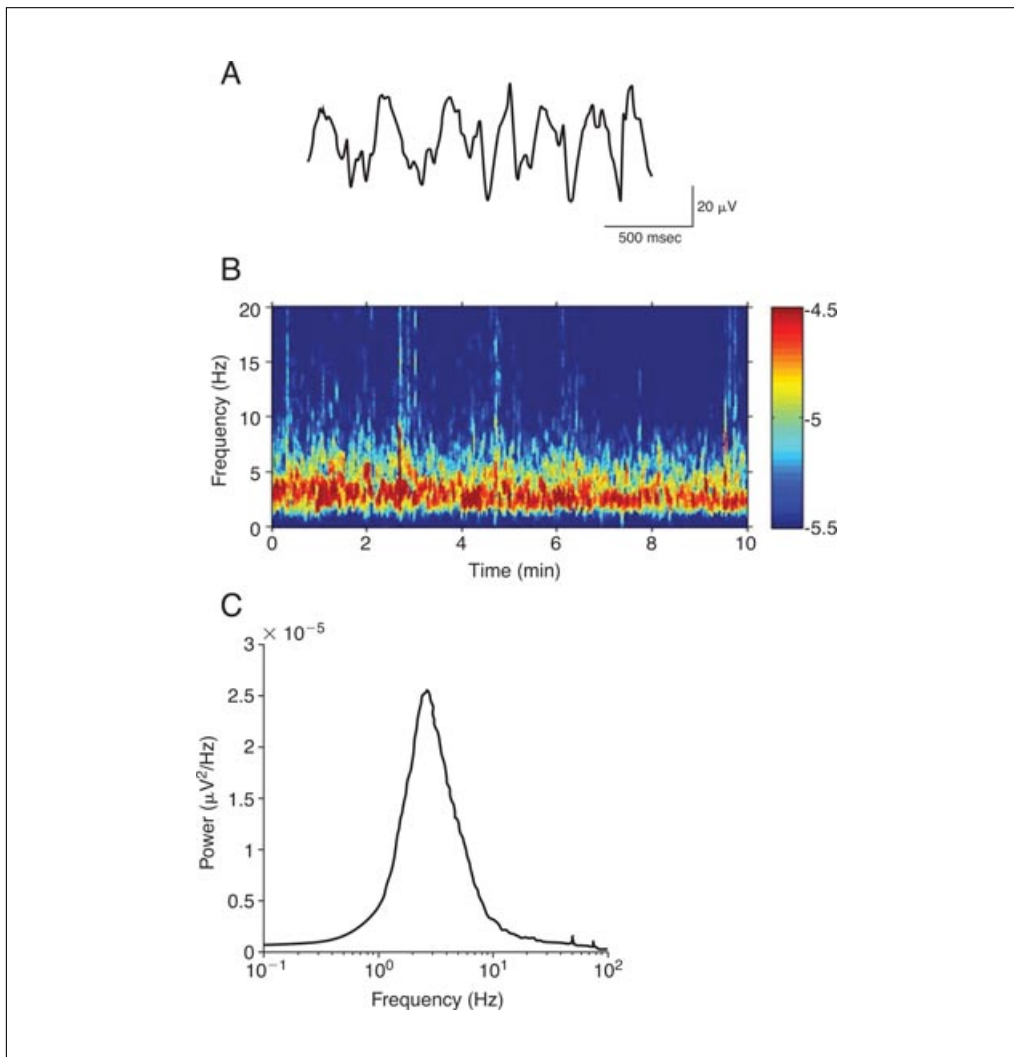 A
20 μV
500 msec
B
20
15
10
5
0
Frequency (Hz)
0 2 4 6 8 10
Time (min)
-4.5
-5
-5.5
C
× 10⁻⁵
3
2.5
2
1.5
1
0.5
0
Power (μV²/Hz)
10⁻¹ 10⁰ 10¹ 10²
Frequency (Hz)